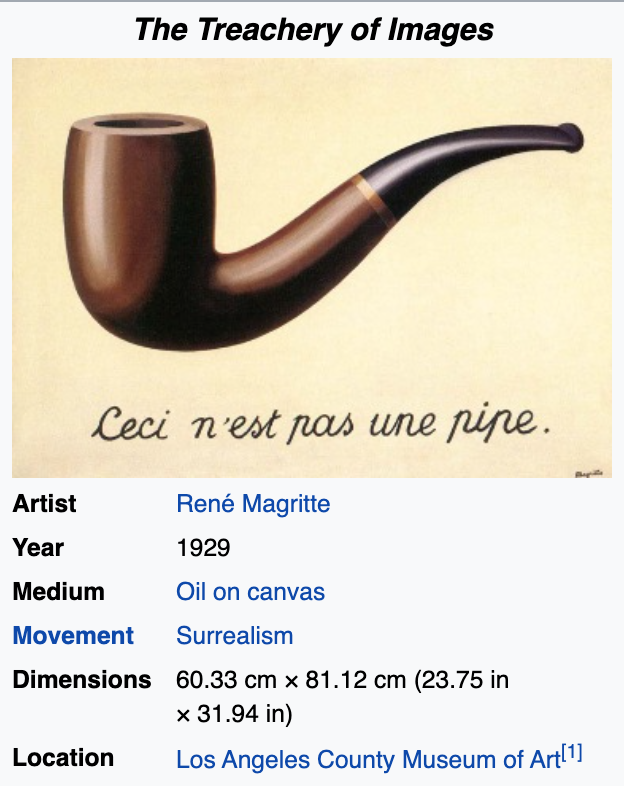 The Treachery of Images
Ceci n'est pas une pipe.
Magritte
Artist René Magritte
Year 1929
Medium Oil on canvas
Movement Surrealism
Dimensions 60.33 cm × 81.12 cm (23.75 in
× 31.94 in)
Location Los Angeles County Museum of Art[1]